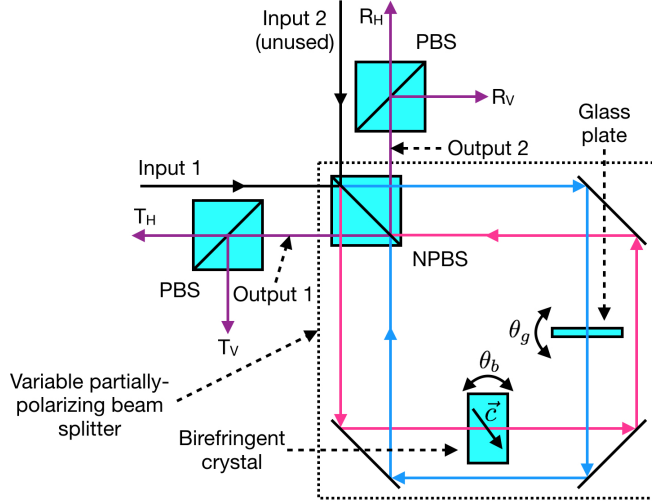 Input 2
(unused)
R_H
PBS
R_V
Glass
plate
Input 1
Output 2
T_H
NPBS
PBS
Output 1
T_V
θ_g
θ_b
Variable partially-
polarizing beam
splitter
c⃗
Birefringent
crystal